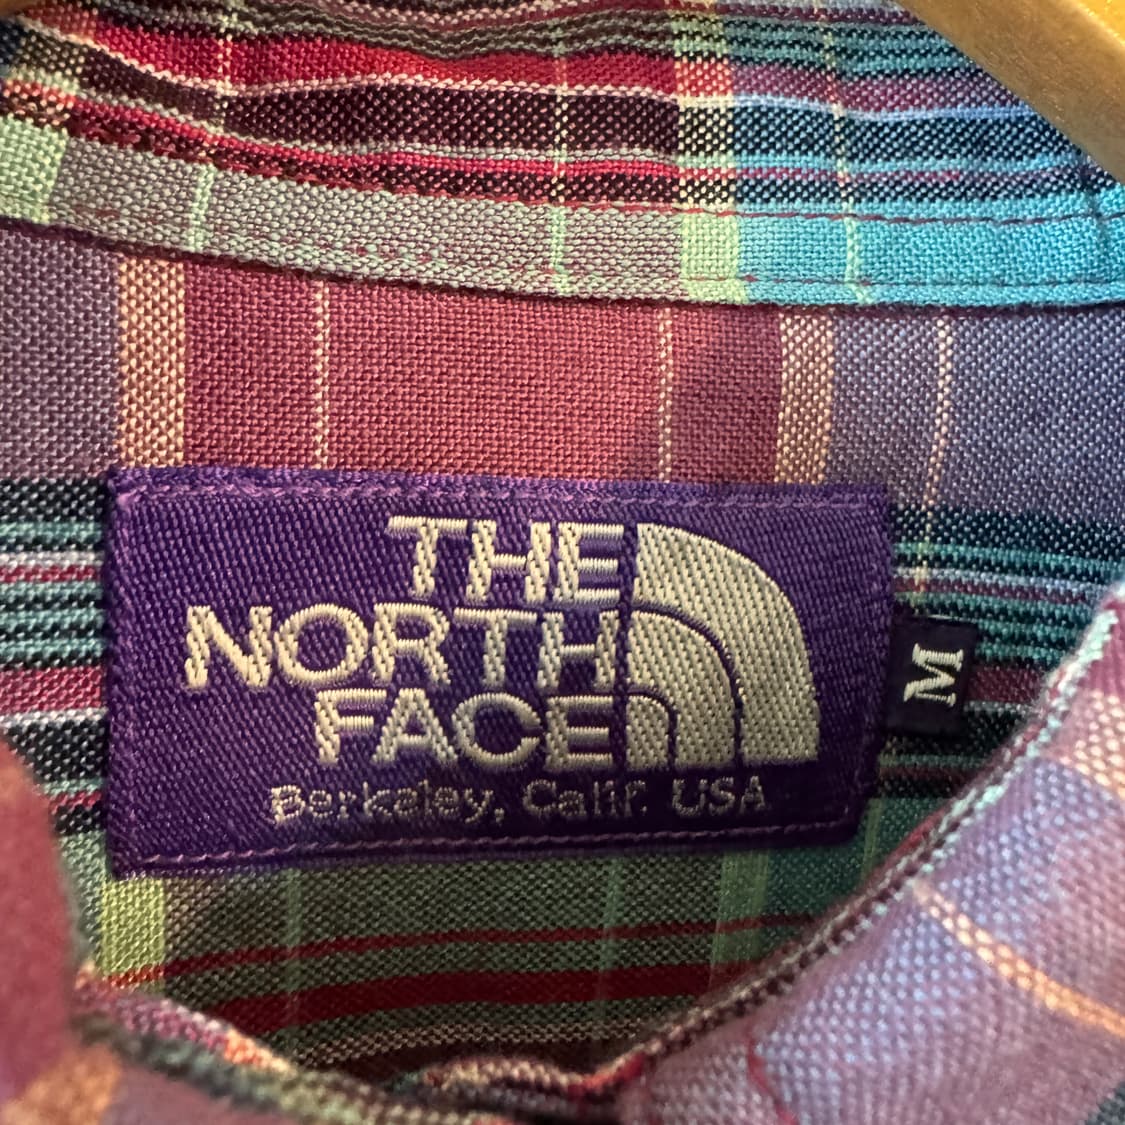 THE
NORTH
FACE
Berkeley, Calif. USA
M